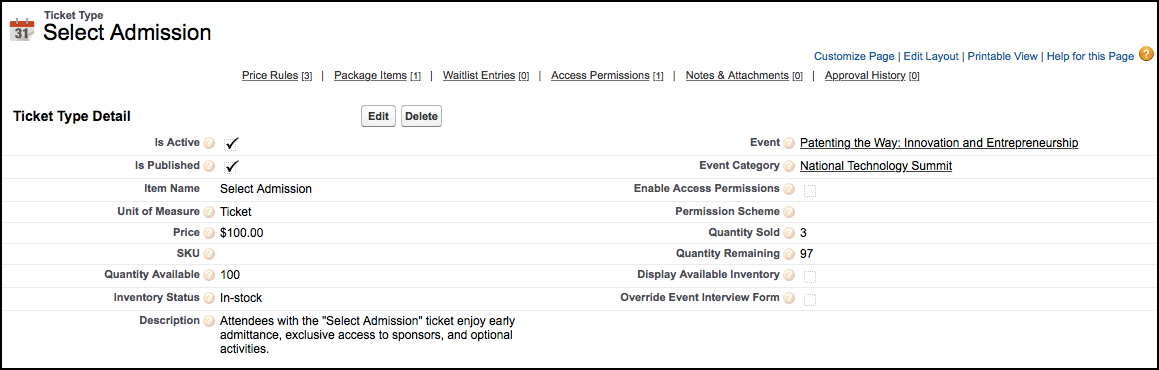 Ticket Type
31 Select Admission
Customize Page | Edit Layout | Printable View | Help for this Page ?
Price Rules [3] | Package Items [1] | Waitlist Entries [0] | Access Permissions [1] | Notes & Attachments [0] | Approval History [0]
Ticket Type Detail Edit Delete
Is Active ? Event ? Patenting the Way: Innovation and Entrepreneurship
Is Published ? Event Category ? National Technology Summit
Item Name Select Admission Enable Access Permissions ?
Unit of Measure ? Ticket Permission Scheme ?
Price ? $100.00 Quantity Sold ? 3
SKU ? Quantity Remaining ? 97
Quantity Available ? 100 Display Available Inventory ?
Inventory Status ? In-stock Override Event Interview Form ?
Description ? Attendees with the "Select Admission" ticket enjoy early
admittance, exclusive access to sponsors, and optional
activities.